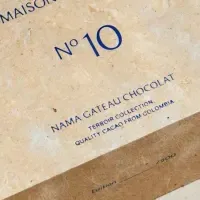 MAISON
Nº 10
NAMA GATEAU CHOCOLAT
TERROIR COLLECTION
QUALITY CACAO FROM COLOMBIA